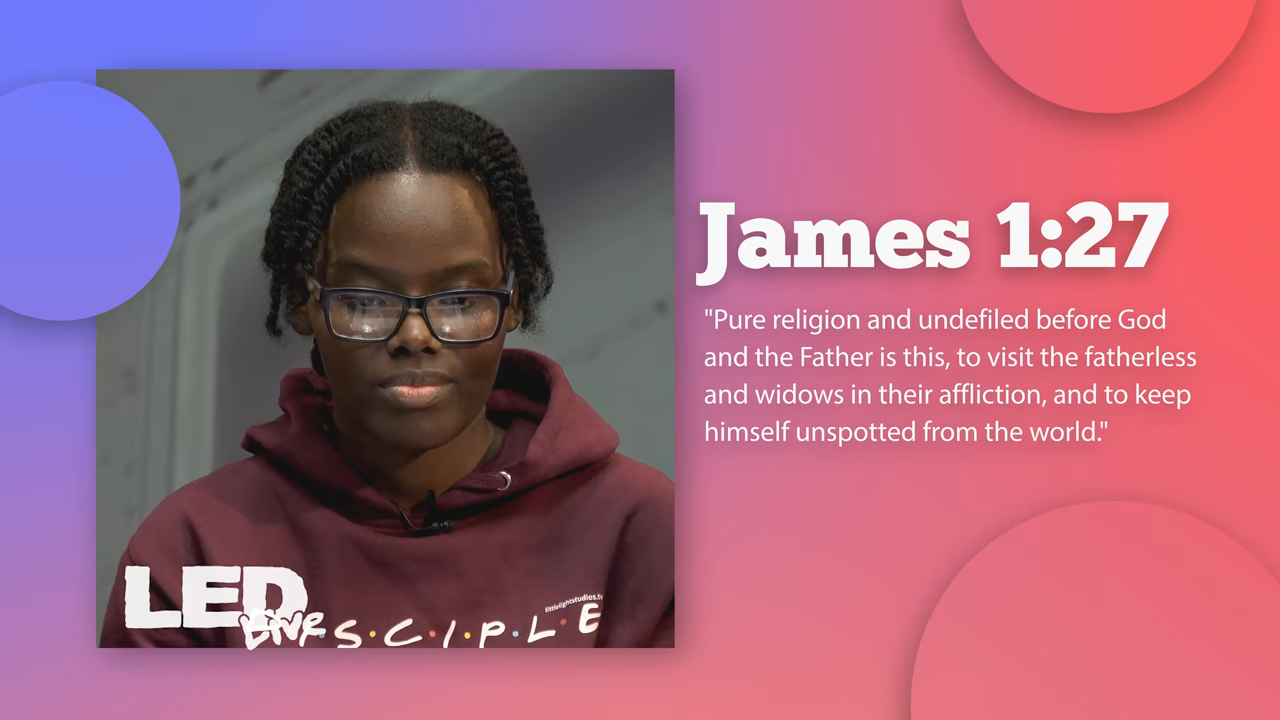 James 1:27
"Pure religion and undefiled before God
and the Father is this, to visit the fatherless
and widows in their affliction, and to keep
himself unspotted from the world."
littlelightstudios.tv
LED
Live
S·C·I·P·L·E